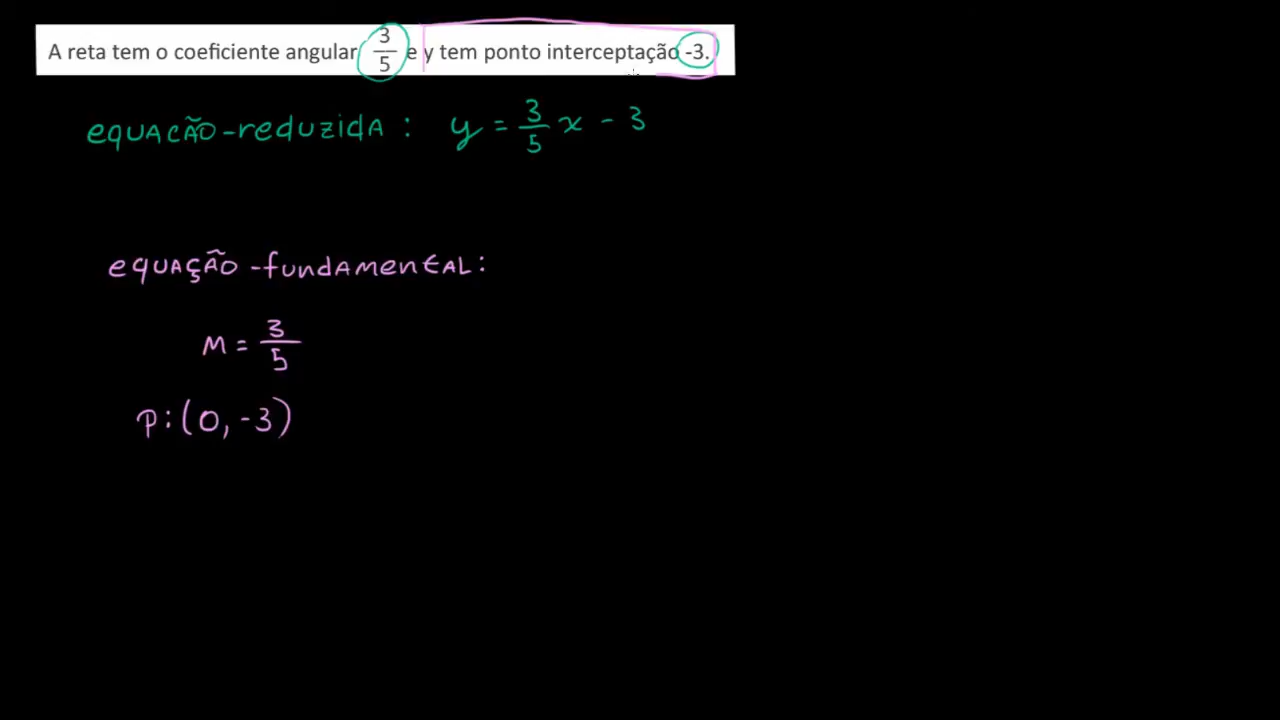 A reta tem o coeficiente angular 3/5 e y tem ponto interceptação -3.
equação-reduzida : y = 3/5 x - 3
equação-fundamental:
M = 3/5
P:(0,-3)